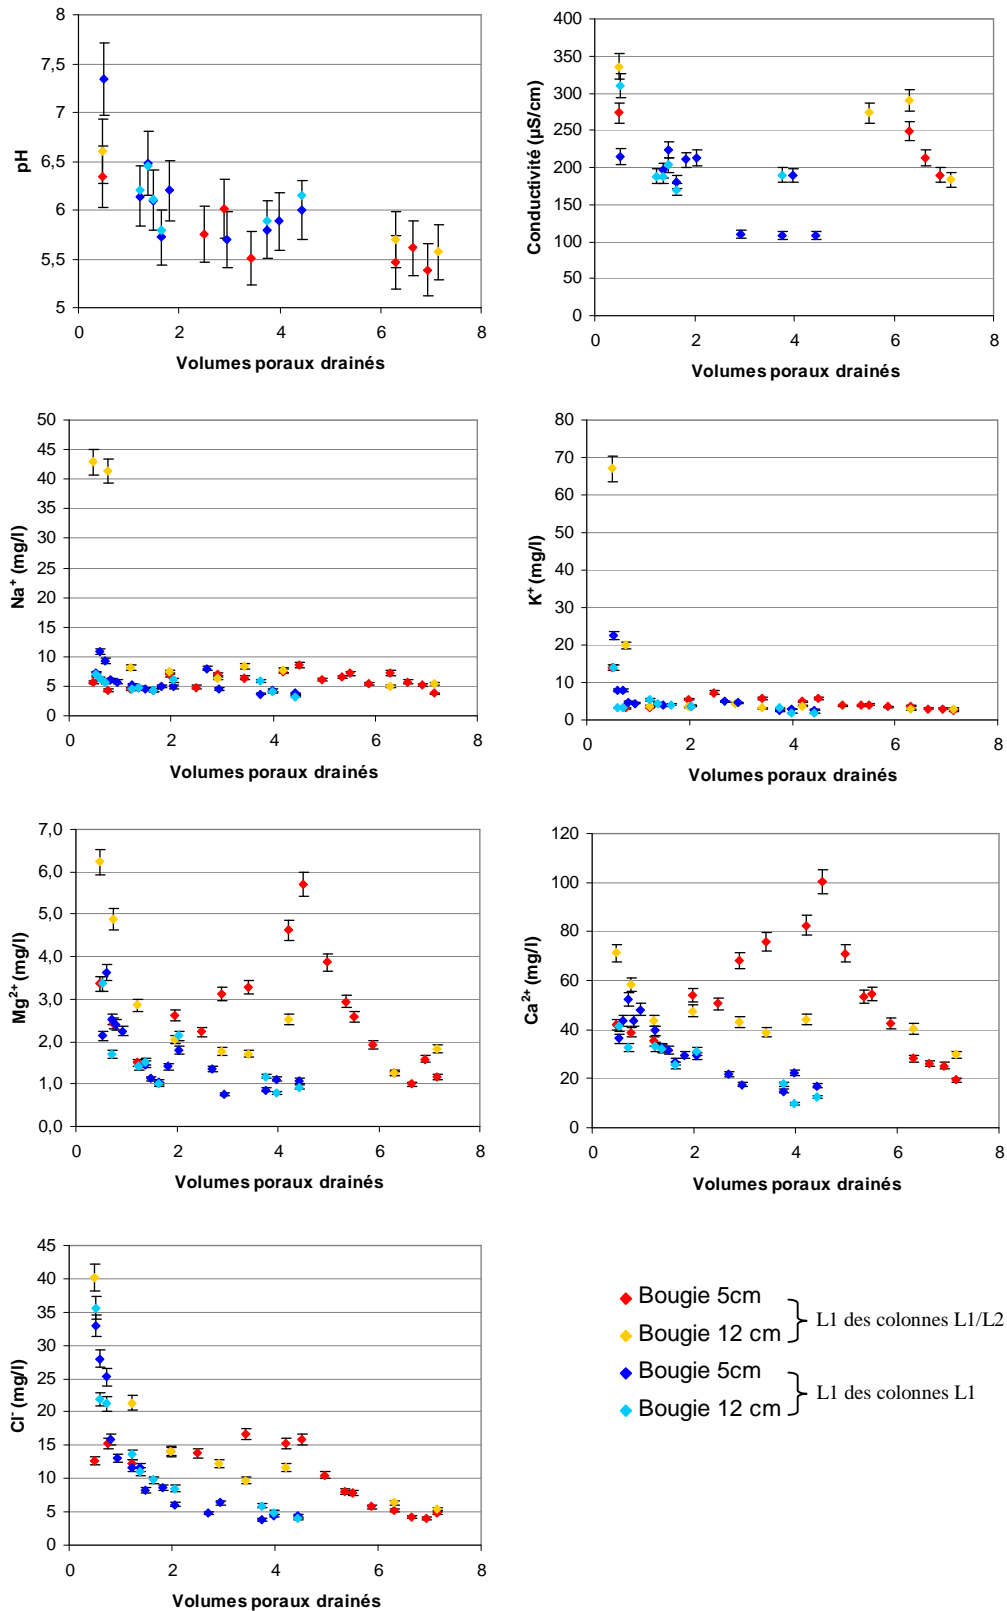 8
7,5
7
6,5
6
5,5
5
pH
0 2 4 6 8
Volumes poraux drainés
400
350
300
250
200
150
100
50
0
Conductivité (µS/cm)
0 2 4 6 8
Volumes poraux drainés
50
45
40
35
30
25
20
15
10
5
0
Na⁺ (mg/l)
0 2 4 6 8
Volumes poraux drainés
80
70
60
50
40
30
20
10
0
K⁺ (mg/l)
0 2 4 6 8
Volumes poraux drainés
7,0
6,0
5,0
4,0
3,0
2,0
1,0
0,0
Mg²⁺ (mg/l)
0 2 4 6 8
Volumes poraux drainés
120
100
80
60
40
20
0
Ca²⁺ (mg/l)
0 2 4 6 8
Volumes poraux drainés
45
40
35
30
25
20
15
10
5
0
Cl⁻ (mg/l)
0 2 4 6 8
Volumes poraux drainés
Bougie 5cm
Bougie 12 cm
L1 des colonnes L1/L2
Bougie 5cm
Bougie 12 cm
L1 des colonnes L1